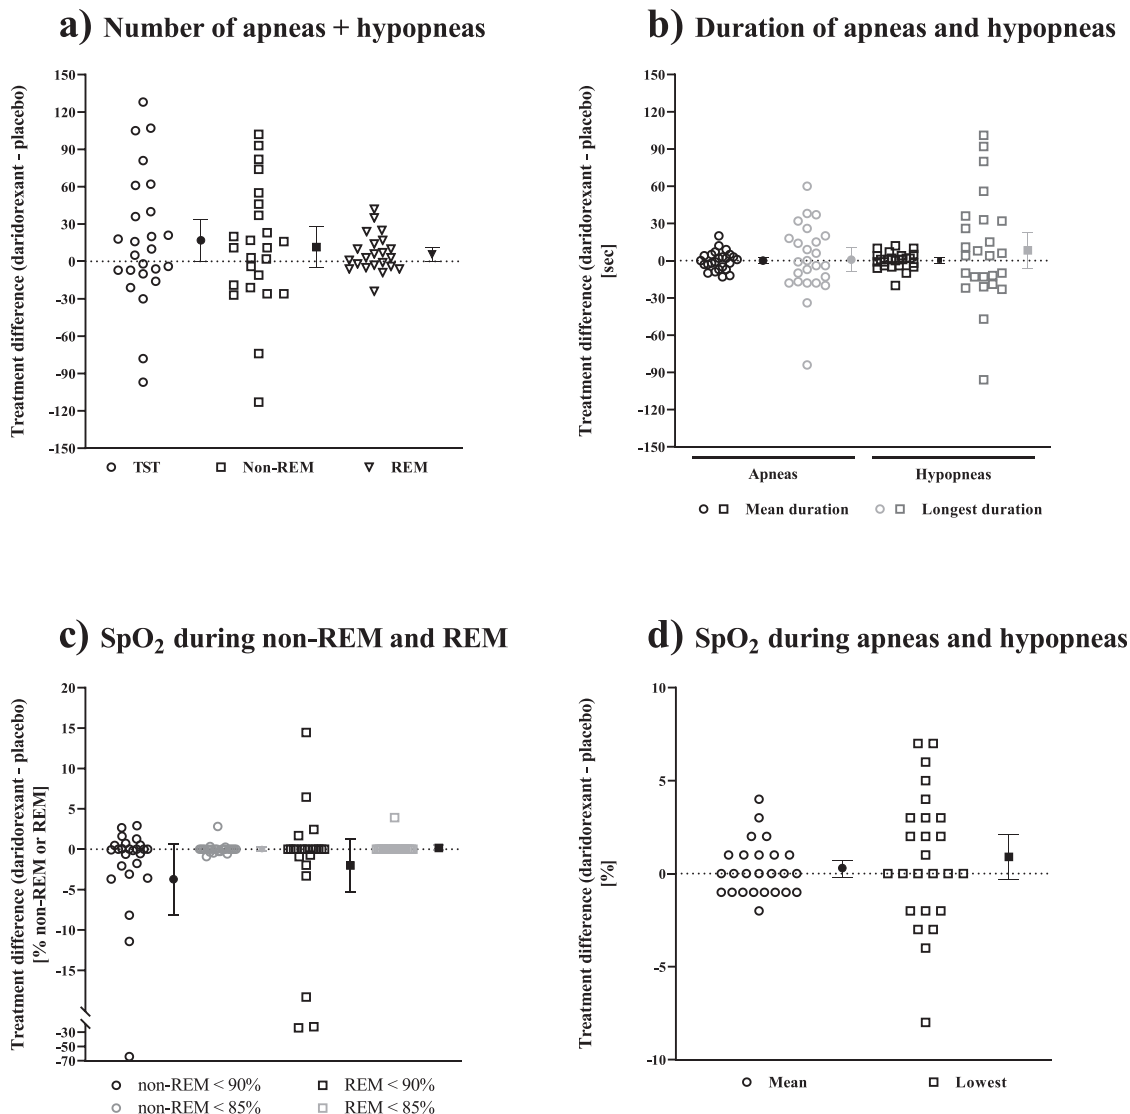 a) Number of apneas + hypopneas
Treatment difference (daridorexant - placebo)
150
120
90
60
30
0
-30
-60
-90
-120
-150
TST
Non-REM
REM
b) Duration of apneas and hypopneas
Treatment difference (daridorexant - placebo)
[sec]
150
120
90
60
30
0
-30
-60
-90
-120
-150
Apneas
Hypopneas
Mean duration
Longest duration
c) SpO2 during non-REM and REM
Treatment difference (daridorexant - placebo)
[% non-REM or REM]
20
15
10
5
0
-5
-10
-15
-30
-50
-70
non-REM < 90%
REM < 90%
non-REM < 85%
REM < 85%
d) SpO2 during apneas and hypopneas
Treatment difference (daridorexant - placebo)
[%]
10
5
0
-5
-10
Mean
Lowest